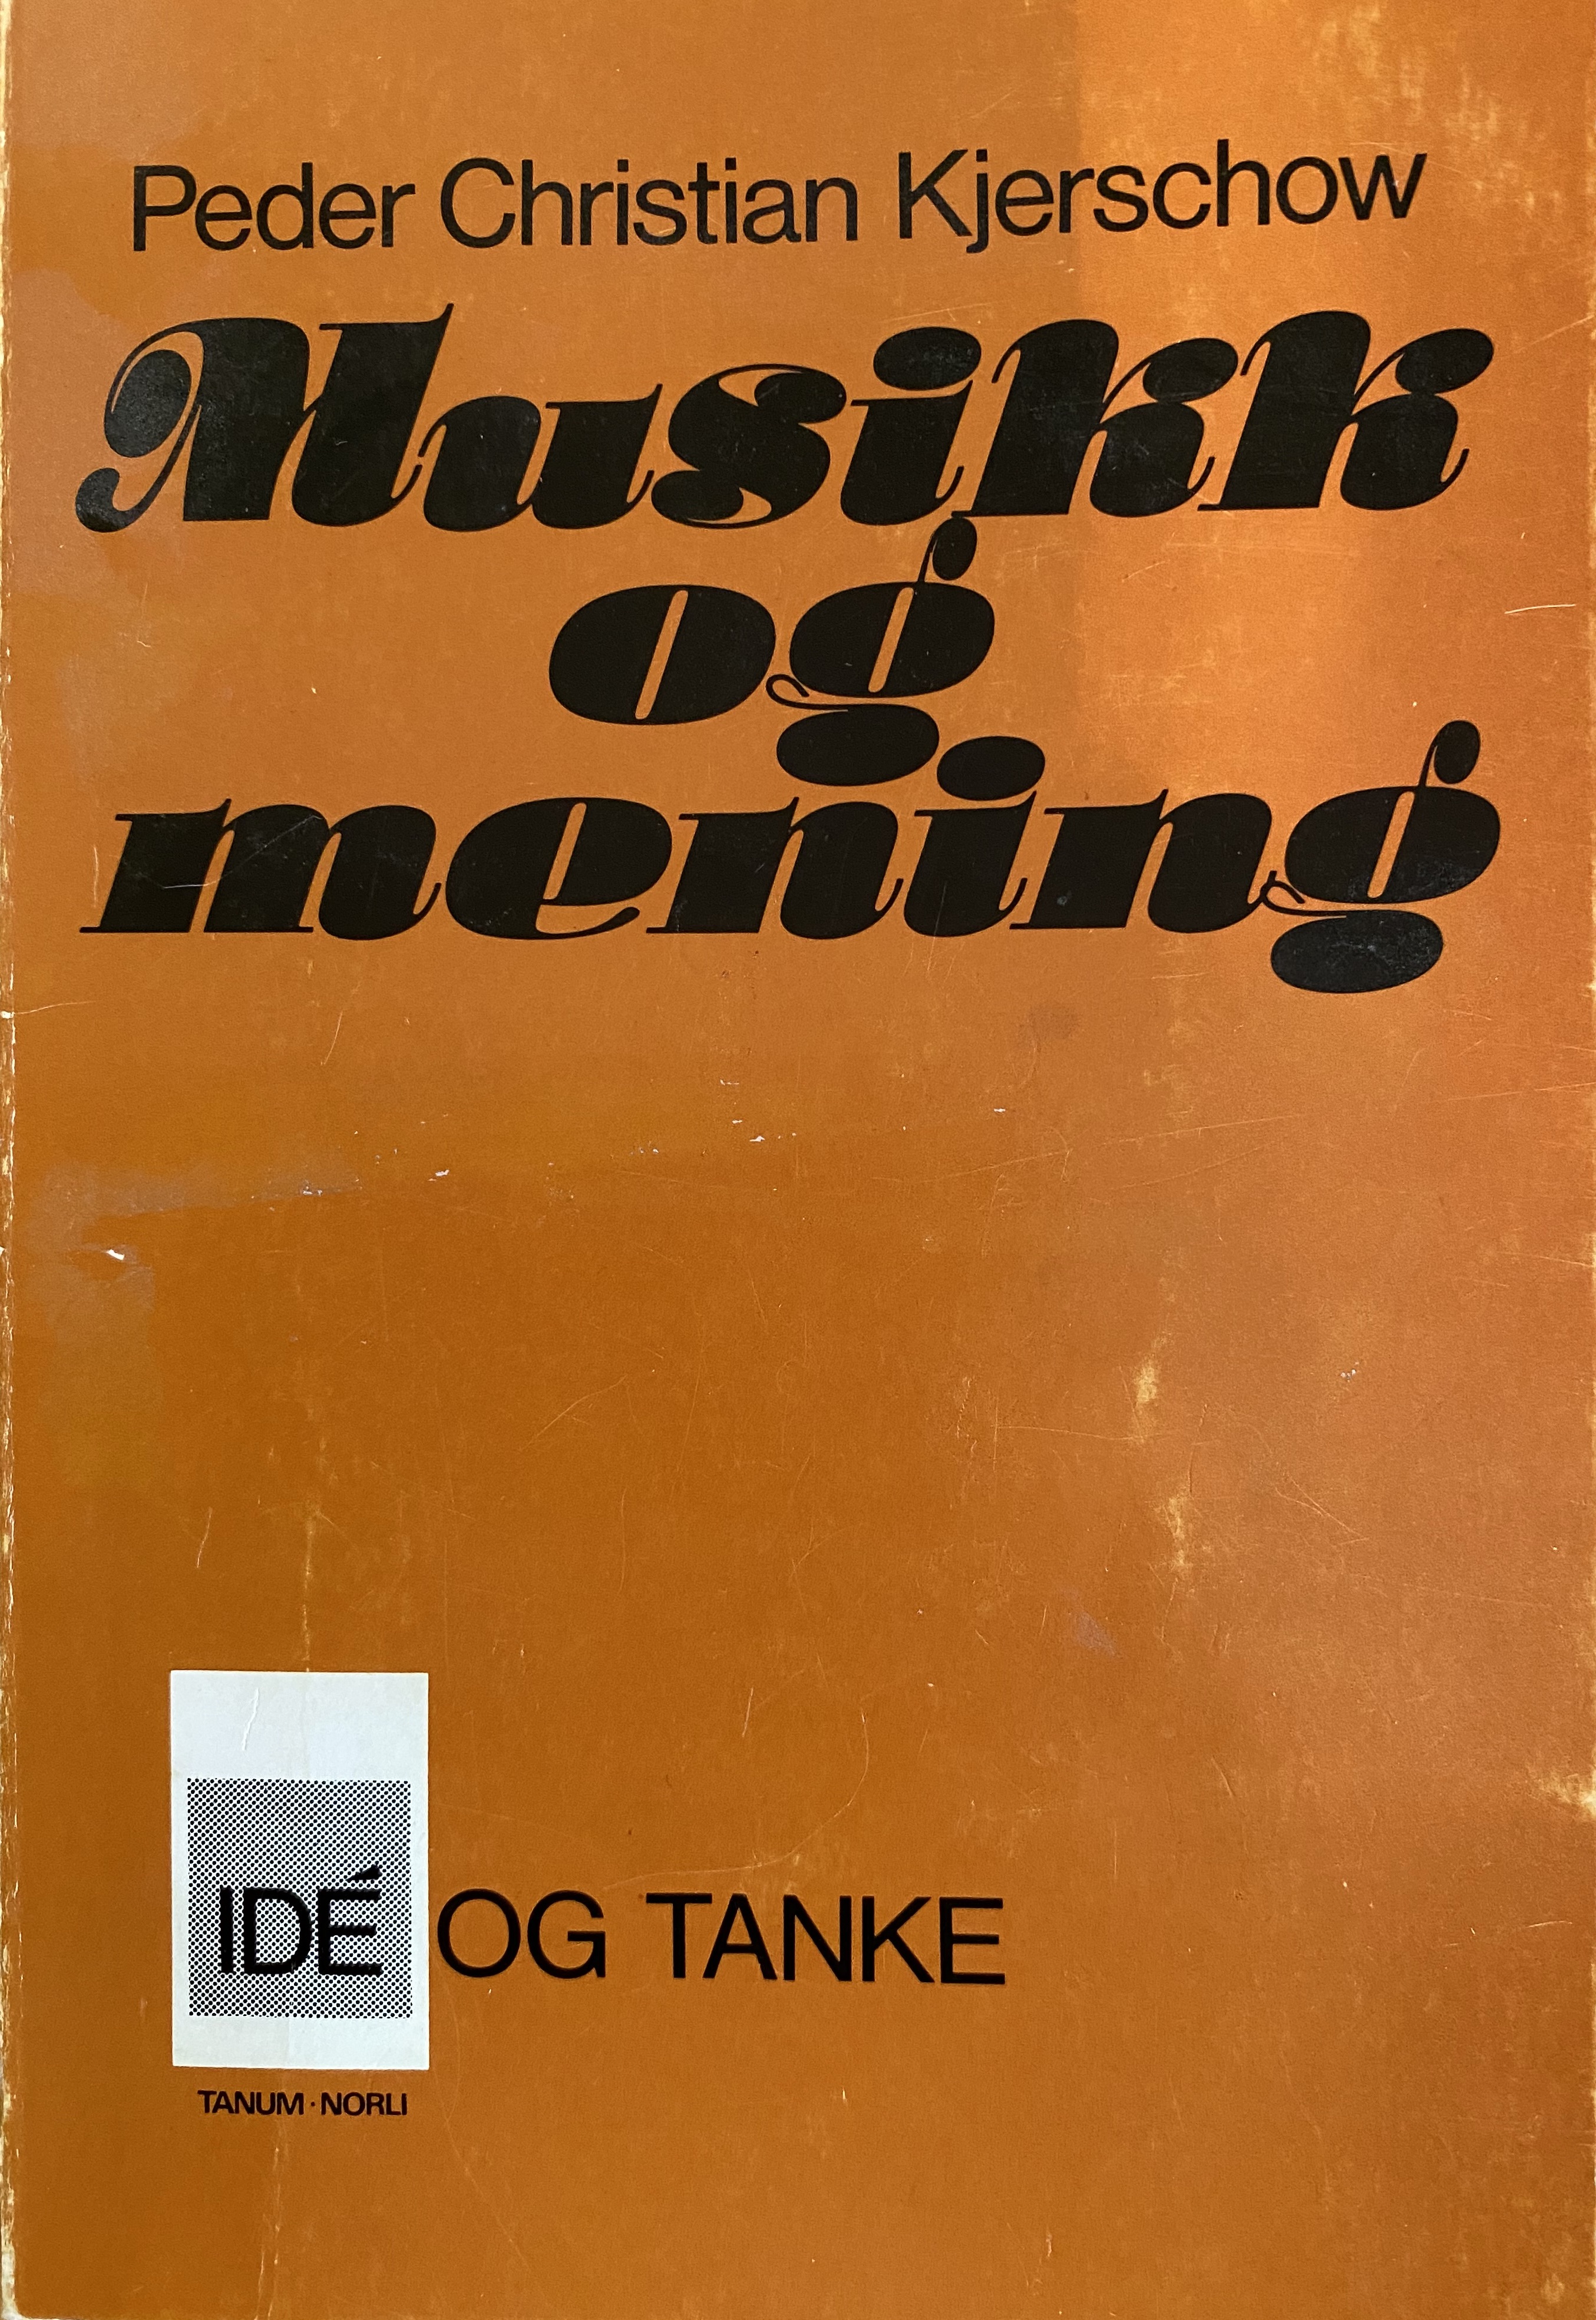 Peder Christian Kjerschow
Musikk
og
mening
IDÉ OG TANKE
TANUM · NORLI